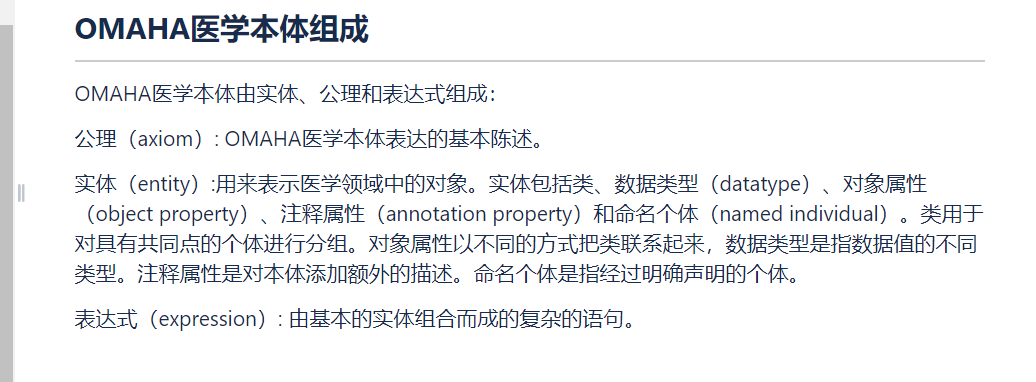 OMAHA医学本体组成
OMAHA医学本体由实体、公理和表达式组成：
公理（axiom）: OMAHA医学本体表达的基本陈述。
实体（entity）:用来表示医学领域中的对象。实体包括类、数据类型（datatype）、对象属性
（object property）、注释属性（annotation property）和命名个体（named individual）。类用于
对具有共同点的个体进行分组。对象属性以不同的方式把类联系起来，数据类型是指数据值的不同
类型。注释属性是对本体添加额外的描述。命名个体是指经过明确声明的个体。
表达式（expression）: 由基本的实体组合而成的复杂的语句。